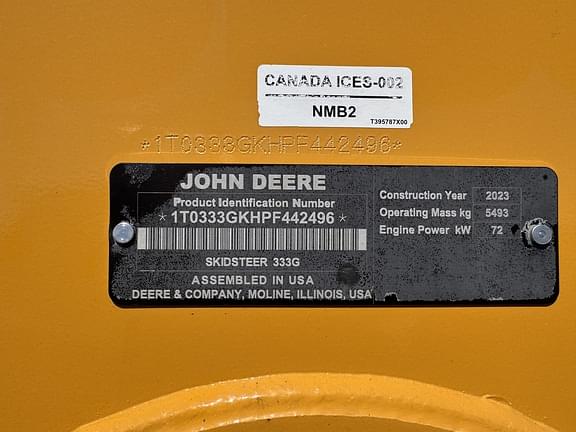 CANADA ICES-002
NMB2
T395787X00
*1T0333GKHPF442496*
JOHN DEERE
Product Identification Number
* 1T0333GKHPF442496 *
SKIDSTEER 333G
ASSEMBLED IN USA
DEERE & COMPANY, MOLINE, ILLINOIS, USA
Construction Year 2023
Operating Mass kg 5493
Engine Power kW 72